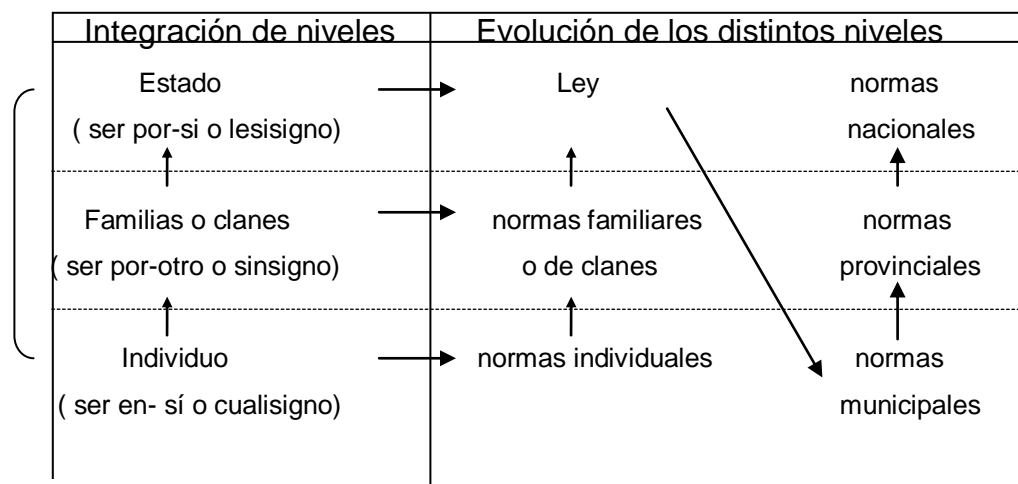 Integración de niveles Evolución de los distintos niveles
Estado Ley normas
( ser por-si o lesisigno) nacionales
Familias o clanes normas familiares normas
( ser por-otro o sinsigno) o de clanes provinciales
Individuo normas individuales normas
( ser en- sí o cualisigno) municipales